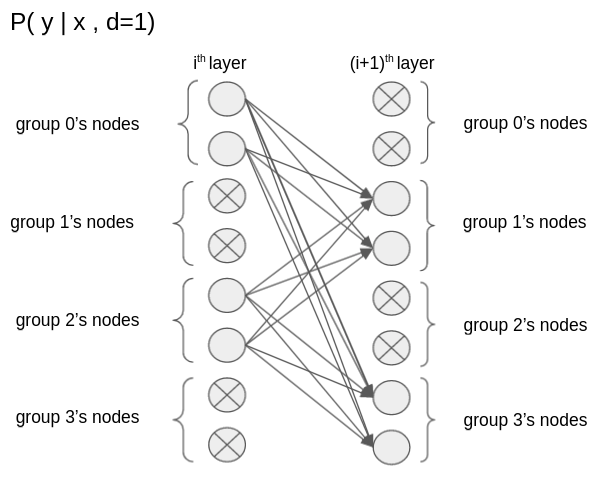 P( y | x , d=1)
ith layer
(i+1)th layer
group 0's nodes
group 0's nodes
group 1's nodes
group 1's nodes
group 2's nodes
group 2's nodes
group 3's nodes
group 3's nodes